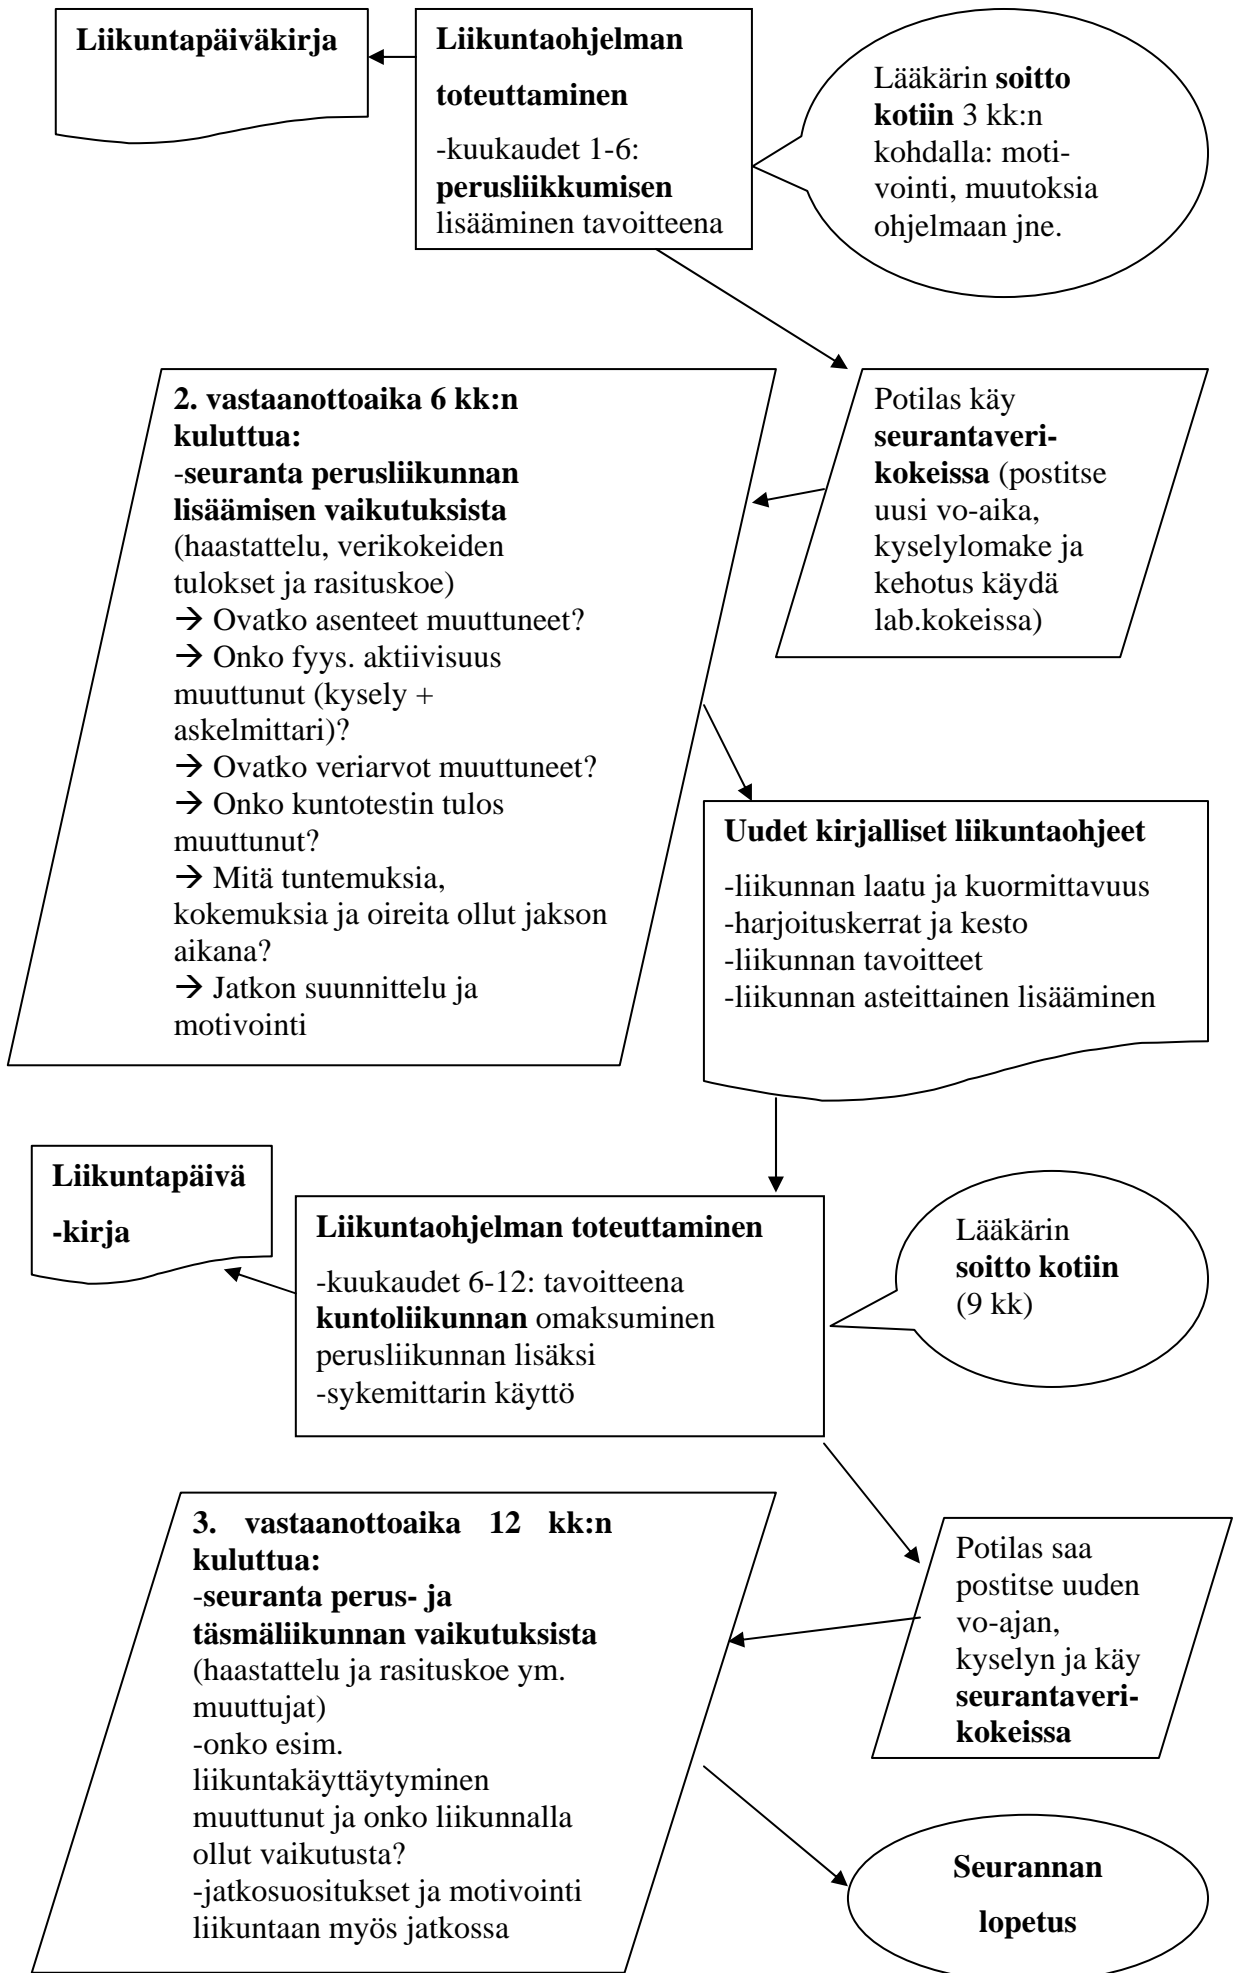 Liikuntapäiväkirja
Liikuntaohjelman
toteuttaminen
-kuukaudet 1-6:
perusliikkumisen
lisääminen tavoitteena
Lääkärin soitto
kotiin 3 kk:n
kohdalla: moti-
vointi, muutoksia
ohjelmaan jne.
2. vastaanottoaika 6 kk:n
kuluttua:
-seuranta perusliikunnan
lisäämisen vaikutuksista
(haastattelu, verikokeiden
tulokset ja rasituskoe)
→ Ovatko asenteet muuttuneet?
→ Onko fyys. aktiivisuus
muuttunut (kysely +
askelmittari)?
→ Ovatko veriarvot muuttuneet?
→ Onko kuntotestin tulos
muuttunut?
→ Mitä tuntemuksia,
kokemuksia ja oireita ollut jakson
aikana?
→ Jatkon suunnittelu ja
motivointi
Potilas käy
seurantaveri-
kokeissa (postitse
uusi vo-aika,
kyselylomake ja
kehotus käydä
lab.kokeissa)
Uudet kirjalliset liikuntaohjeet
-liikunnan laatu ja kuormittavuus
-harjoituskerrat ja kesto
-liikunnan tavoitteet
-liikunnan asteittainen lisääminen
Liikuntapäivä
-kirja
Liikuntaohjelman toteuttaminen
-kuukaudet 6-12: tavoitteena
kuntoliikunnan omaksuminen
perusliikunnan lisäksi
-sykemittarin käyttö
Lääkärin
soitto kotiin
(9 kk)
3. vastaanottoaika 12 kk:n
kuluttua:
-seuranta perus- ja
täsmäliikunnan vaikutuksista
(haastattelu ja rasituskoe ym.
muuttujat)
-onko esim.
liikuntakäyttäytyminen
muuttunut ja onko liikunnalla
ollut vaikutusta?
-jatkosuositukset ja motivointi
liikuntaan myös jatkossa
Potilas saa
postitse uuden
vo-ajan,
kyselyn ja käy
seurantaveri-
kokeissa
Seurannan
lopetus